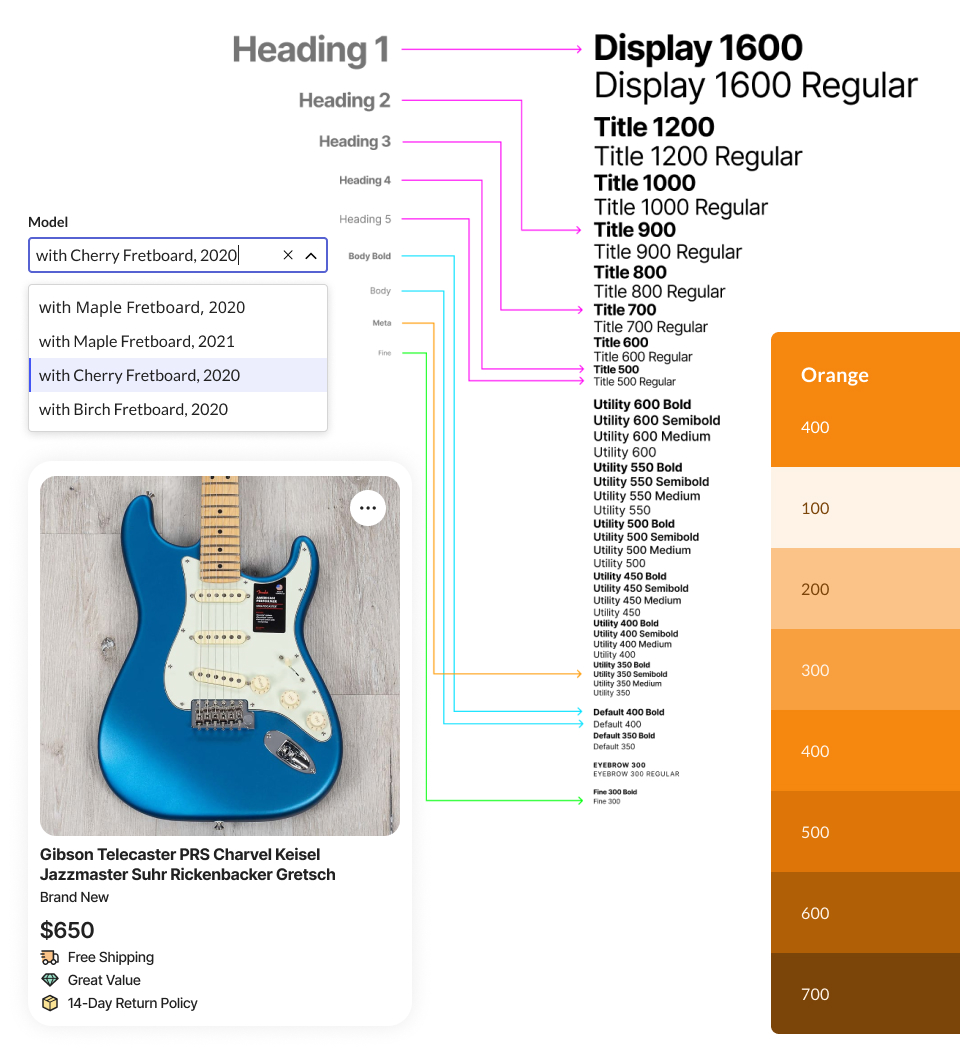 Heading 1
Heading 2
Heading 3
Heading 4
Heading 5
Body Bold
Body
Meta
Fine
Display 1600
Display 1600 Regular
Title 1200
Title 1200 Regular
Title 1000
Title 1000 Regular
Title 900
Title 900 Regular
Title 800
Title 800 Regular
Title 700
Title 700 Regular
Title 600
Title 600 Regular
Title 500
Title 500 Regular
Utility 600 Bold
Utility 600 Semibold
Utility 600 Medium
Utility 600
Utility 550 Bold
Utility 550 Semibold
Utility 550 Medium
Utility 550
Utility 500 Bold
Utility 500 Semibold
Utility 500 Medium
Utility 500
Utility 450 Bold
Utility 450 Semibold
Utility 450 Medium
Utility 450
Utility 400 Bold
Utility 400 Semibold
Utility 400 Medium
Utility 400
Utility 350 Bold
Utility 350 Semibold
Utility 350 Medium
Utility 350
Default 400 Bold
Default 400
Default 350 Bold
Default 350
EYEBROW 300
EYEBROW 300 REGULAR
Fine 300 Bold
Fine 300
Model
with Cherry Fretboard, 2020
with Maple Fretboard, 2020
with Maple Fretboard, 2021
with Cherry Fretboard, 2020
with Birch Fretboard, 2020
Fender
Gibson Telecaster PRS Charvel Keisel
Jazzmaster Suhr Rickenbacker Gretsch
Brand New
$650
Free Shipping
Great Value
14-Day Return Policy
Orange
400
100
200
300
400
500
600
700